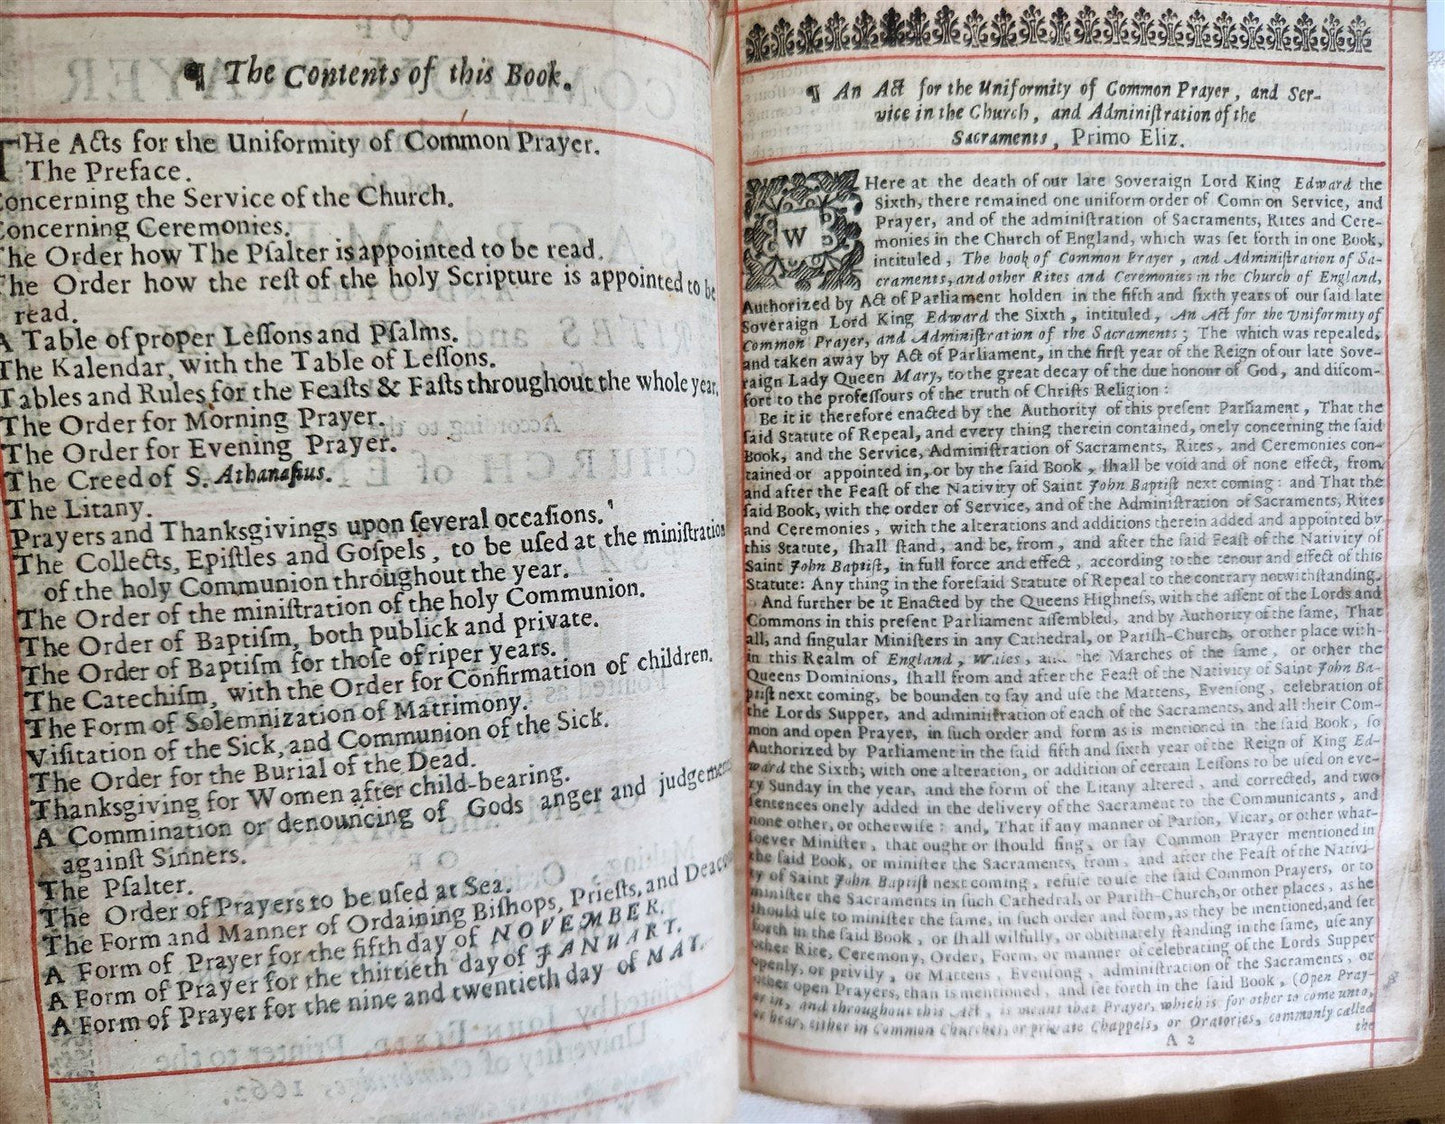 ¶ The Contents of this Book.
THe Acts for the Uniformity of Common Prayer.
The Preface.
Concerning the Service of the Church.
Concerning Ceremonies.
The Order how The Pſalter is appointed to be read.
The Order how the reſt of the holy Scripture is appointed to be
read.
A Table of proper Leſſons and Pſalms.
The Kalendar, with the Table of Leſſons.
Tables and Rules for the Feaſts & Faſts throughout the whole year.
The Order for Morning Prayer.
The Order for Evening Prayer.
The Creed of S. Athanaſius.
The Litany.
Prayers and Thanksgivings upon ſeveral occaſions.
The Collects, Epiſtles and Goſpels, to be uſed at the miniſtration
of the holy Communion throughout the year.
The Order of the miniſtration of the holy Communion.
The Order of Baptiſm, both publick and private.
The Order of Baptiſm for thoſe of riper years.
The Catechiſm, with the Order for Confirmation of children.
The Form of Solemnization of Matrimony.
Viſitation of the Sick, and Communion of the Sick.
The Order for the Burial of the Dead.
Thanksgiving for Women after child-bearing.
A Commination or denouncing of Gods anger and judgements
againſt Sinners.
The Pſalter.
The Order of Prayers to be uſed at Sea.
The Form and Manner of Ordaining Biſhops, Prieſts, and Deacons
A Form of Prayer for the fifth day of NOVEMBER.
A Form of Prayer for the thirtieth day of JANUARY.
A Form of Prayer for the nine and twentieth day of MAY.
¶ An Act for the Uniformity of Common Prayer, and Ser-
vice in the Church, and Adminiſtration of the
Sacraments, Primo Eliz.
WHere at the death of our late Soveraign Lord King Edward the
Sixth, there remained one uniform order of Common Service, and
Prayer, and of the adminiſtration of Sacraments, Rites and Cere-
monies in the Church of England, which was ſet forth in one Book,
intituled, The book of Common Prayer, and Adminiſtration of Sa-
craments, and other Rites and Ceremonies in the Church of England,
Authorized by Act of Parliament holden in the fifth and ſixth years of our ſaid late
Soveraign Lord King Edward the Sixth, intituled, An Act for the Uniformity of
Common Prayer, and Adminiſtration of the Sacraments; The which was repealed,
and taken away by Act of Parliament, in the firſt year of the Reign of our late Sove-
raign Lady Queen Mary, to the great decay of the due honour of God, and diſcom-
fort to the profeſſours of the truth of Chriſts Religion:
Be it therefore enacted by the Authority of this preſent Parliament, That the
ſaid Statute of Repeal, and every thing therein contained, onely concerning the ſaid
Book, and the Service, Adminiſtration of Sacraments, Rites, and Ceremonies con-
tained or appointed in, or by the ſaid Book, ſhall be void and of none effect, from
and after the Feaſt of the Nativity of Saint John Baptiſt next coming: and That the
ſaid Book, with the order of Service, and of the Adminiſtration of Sacraments, Rites
and Ceremonies, with the alterations and additions therein added and appointed by
this Statute, ſhall ſtand, and be, from, and after the ſaid Feaſt of the Nativity of
Saint John Baptiſt, in full force and effect, according to the tenour and effect of this
Statute: Any thing in the foreſaid Statute of Repeal to the contrary notwithſtanding.
And further be it Enacted by the Queens Highneſs, with the aſſent of the Lords and
Commons in this preſent Parliament aſſembled, and by Authority of the ſame, That
all, and ſingular Miniſters in any Cathedral, or Pariſh-Church, or other place with-
in this Realm of England, Wales, and the Marches of the ſame, or other the
Queens Dominions, ſhall from and after the Feaſt of the Nativity of Saint John Ba-
ptiſt next coming, be bounden to ſay and uſe the Mattens, Evenſong, celebration of
the Lords Supper, and adminiſtration of each of the Sacraments, and all their Com-
mon and open Prayer, in ſuch order and form as is mentioned in the ſaid Book, ſo
Authorized by Parliament in the ſaid fifth and ſixth year of the Reign of King Ed-
ward the Sixth; with one alteration, or addition of certain Leſſons to be uſed on eve-
ry Sunday in the year, and the form of the Litany altered, and corrected, and two
ſentences onely added in the delivery of the Sacrament to the Communicants, and
none other, or otherwiſe: and, That if any manner of Parſon, Vicar, or other what-
ſoever Miniſter, that ought or ſhould ſing, or ſay Common Prayer mentioned in
the ſaid Book, or miniſter the Sacraments, from, and after the Feaſt of the Nativi-
ty of Saint John Baptiſt next coming, refuſe to uſe the ſaid Common Prayers, or to
miniſter the Sacraments in ſuch Cathedral, or Pariſh-Church, or other places, as he
ſhould uſe to miniſter the ſame, in ſuch order and form, as they be mentioned, and ſet
forth in the ſaid Book, or ſhall wilfully, or obſtinately ſtanding in the ſame, uſe any
other Rite, Ceremony, Order, Form, or manner of celebrating of the Lords Supper
openly, or privily, or Mattens, Evenſong, adminiſtration of the Sacraments, or
other open Prayers, than is mentioned, and ſet forth in the ſaid Book, (Open Pray-
er in, and throughout this Act, is meant that Prayer, which is for other to come unto,
or hear, either in Common Churches, or private Chappels, or Oratories, commonly called
A 2
the